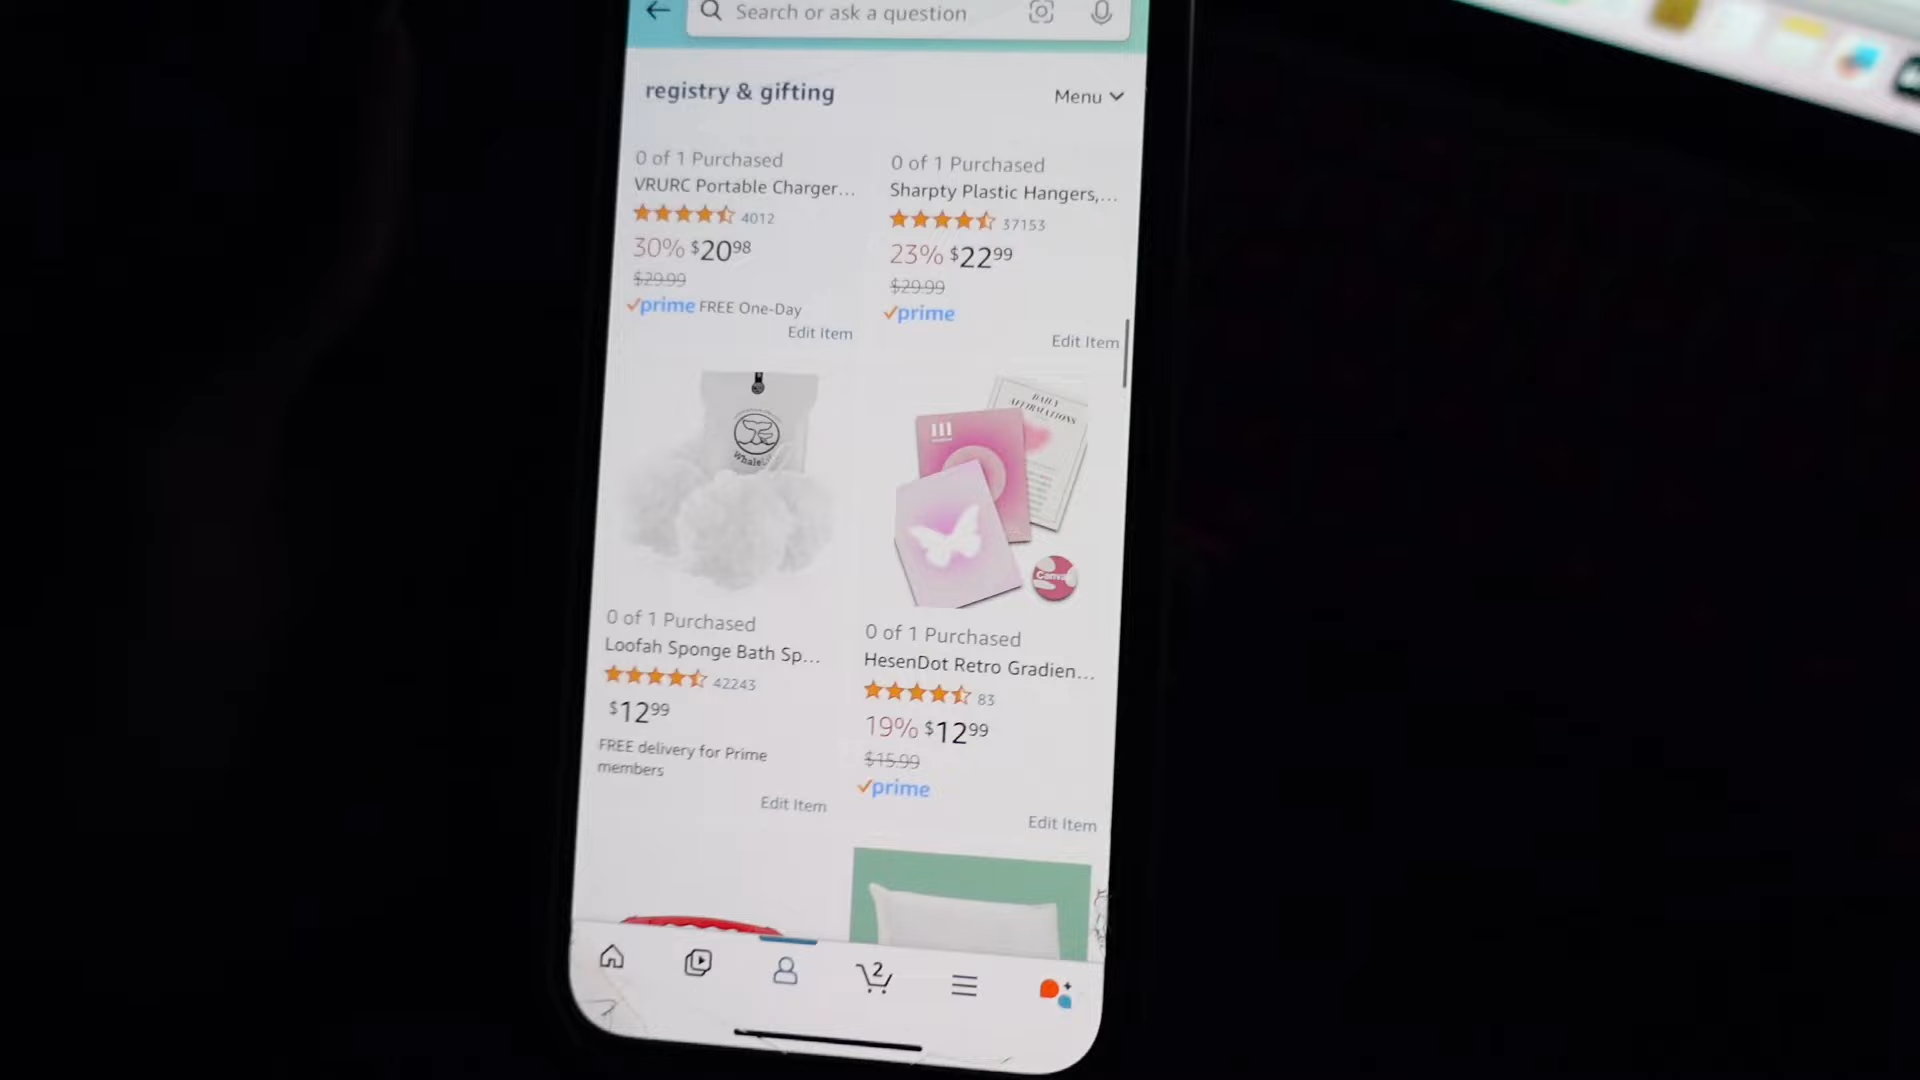 Search or ask a question
registry & gifting
Menu
0 of 1 Purchased
VRURC Portable Charger...
4012
30% $20.98
$29.99
prime FREE One-Day
Edit Item
0 of 1 Purchased
Sharpty Plastic Hangers,...
37153
23% $22.99
$29.99
prime
Edit Item
DAILY
AFFIRMATIONS
Canva
0 of 1 Purchased
Loofah Sponge Bath Sp...
42243
$12.99
FREE delivery for Prime
members
Edit Item
0 of 1 Purchased
HesenDot Retro Gradien...
83
19% $12.99
$15.99
prime
Edit Item
2